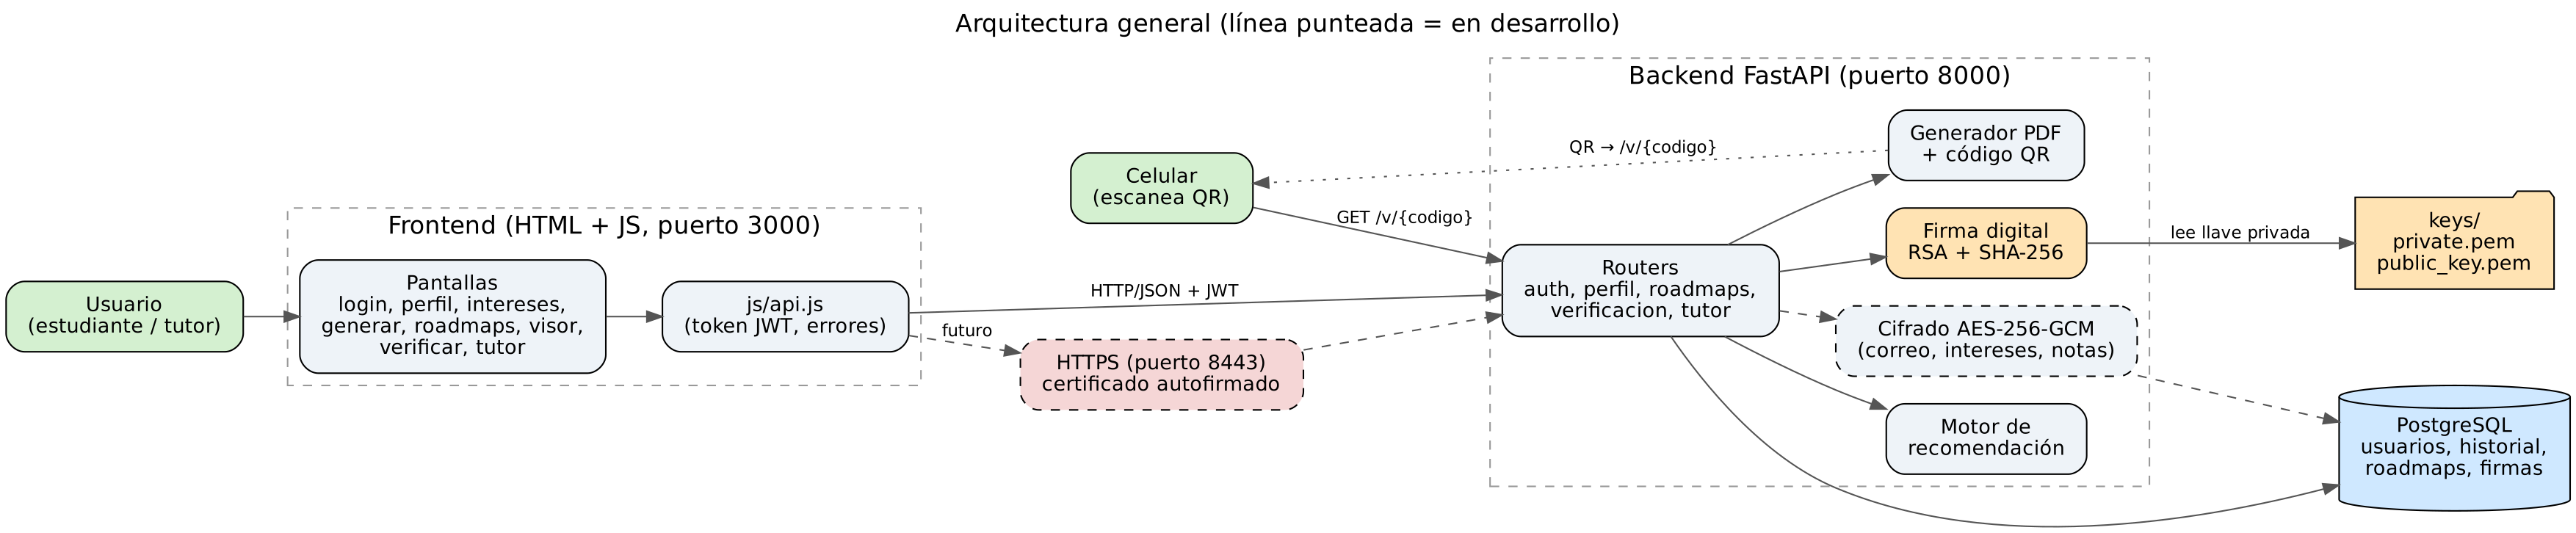 Arquitectura general (línea punteada = en desarrollo)
Usuario
(estudiante / tutor)
Frontend (HTML + JS, puerto 3000)
Pantallas
login, perfil, intereses,
generar, roadmaps, visor,
verificar, tutor
js/api.js
(token JWT, errores)
Celular
(escanea QR)
QR → /v/{codigo}
GET /v/{codigo}
HTTP/JSON + JWT
futuro
HTTPS (puerto 8443)
certificado autofirmado
Backend FastAPI (puerto 8000)
Routers
auth, perfil, roadmaps,
verificacion, tutor
Generador PDF
+ código QR
Firma digital
RSA + SHA-256
Cifrado AES-256-GCM
(correo, intereses, notas)
Motor de
recomendación
lee llave privada
keys/
private.pem
public_key.pem
PostgreSQL
usuarios, historial,
roadmaps, firmas